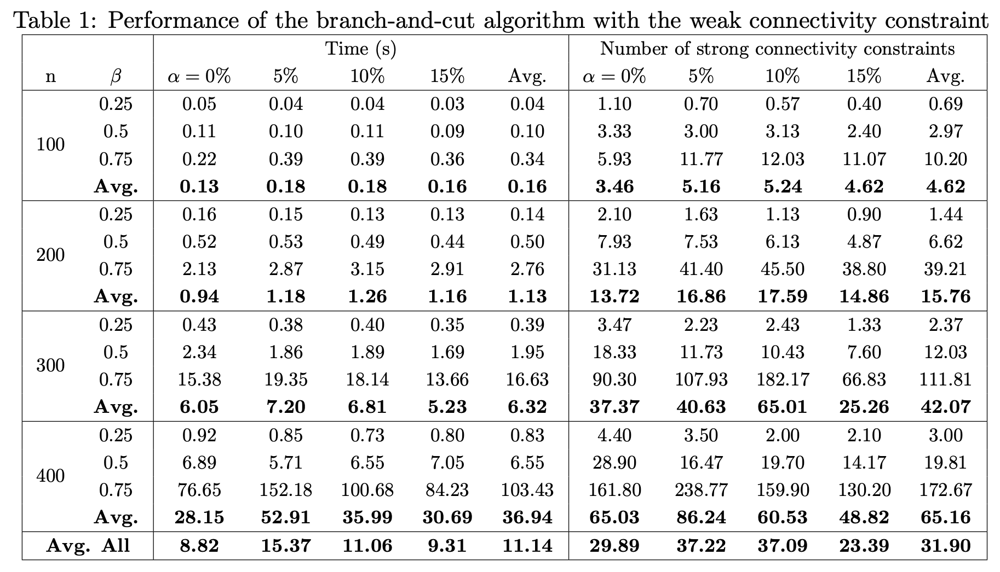 Table 1: Performance of the branch-and-cut algorithm with the weak connectivity constraint
Time (s) Number of strong connectivity constraints
n β α = 0% 5% 10% 15% Avg. α = 0% 5% 10% 15% Avg.
0.25 0.05 0.04 0.04 0.03 0.04 1.10 0.70 0.57 0.40 0.69
0.5 0.11 0.10 0.11 0.09 0.10 3.33 3.00 3.13 2.40 2.97
100
0.75 0.22 0.39 0.39 0.36 0.34 5.93 11.77 12.03 11.07 10.20
Avg. 0.13 0.18 0.18 0.16 0.16 3.46 5.16 5.24 4.62 4.62
0.25 0.16 0.15 0.13 0.13 0.14 2.10 1.63 1.13 0.90 1.44
0.5 0.52 0.53 0.49 0.44 0.50 7.93 7.53 6.13 4.87 6.62
200
0.75 2.13 2.87 3.15 2.91 2.76 31.13 41.40 45.50 38.80 39.21
Avg. 0.94 1.18 1.26 1.16 1.13 13.72 16.86 17.59 14.86 15.76
0.25 0.43 0.38 0.40 0.35 0.39 3.47 2.23 2.43 1.33 2.37
0.5 2.34 1.86 1.89 1.69 1.95 18.33 11.73 10.43 7.60 12.03
300
0.75 15.38 19.35 18.14 13.66 16.63 90.30 107.93 182.17 66.83 111.81
Avg. 6.05 7.20 6.81 5.23 6.32 37.37 40.63 65.01 25.26 42.07
0.25 0.92 0.85 0.73 0.80 0.83 4.40 3.50 2.00 2.10 3.00
0.5 6.89 5.71 6.55 7.05 6.55 28.90 16.47 19.70 14.17 19.81
400
0.75 76.65 152.18 100.68 84.23 103.43 161.80 238.77 159.90 130.20 172.67
Avg. 28.15 52.91 35.99 30.69 36.94 65.03 86.24 60.53 48.82 65.16
Avg. All 8.82 15.37 11.06 9.31 11.14 29.89 37.22 37.09 23.39 31.90